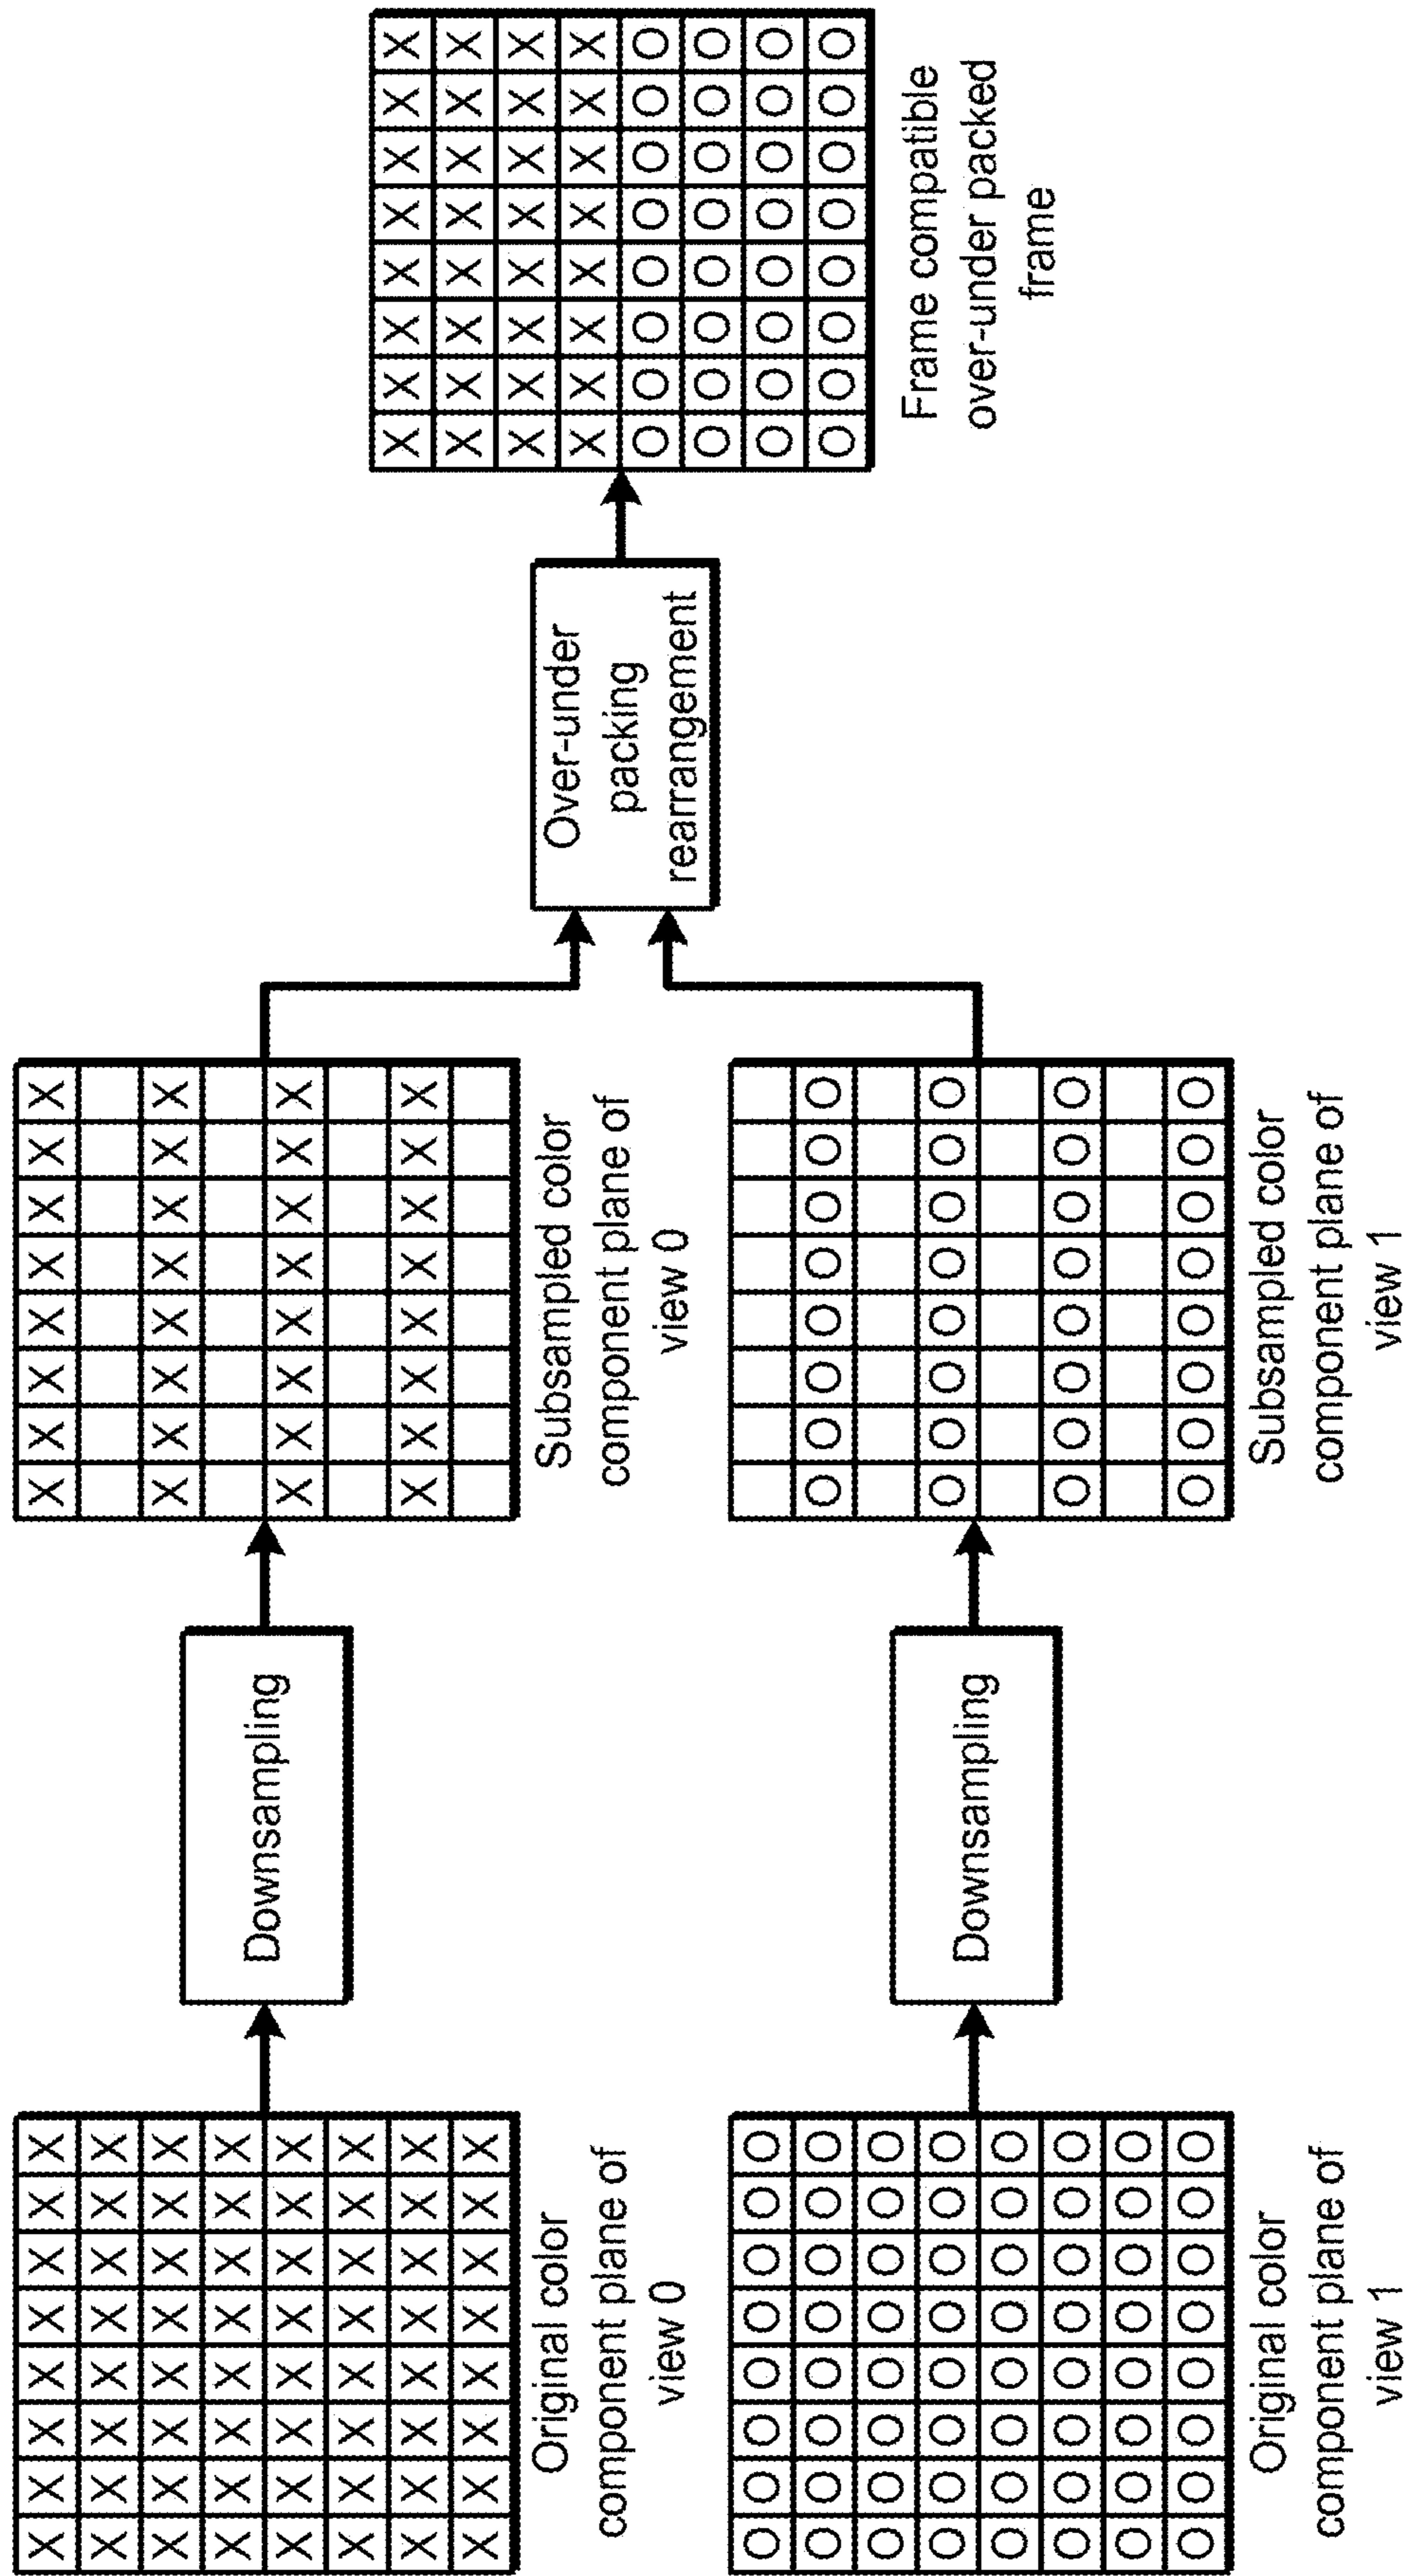 X X X X X X X X
X X X X X X X X
X X X X X X X X
X X X X X X X X
X X X X X X X X
X X X X X X X X
X X X X X X X X
X X X X X X X X
Original color
component plane of
view 0
Downsampling
X X X X X X X X
X X X X X X X X
X X X X X X X X
X X X X X X X X
Subsampled color
component plane of
view 0
O O O O O O O O
O O O O O O O O
O O O O O O O O
O O O O O O O O
O O O O O O O O
O O O O O O O O
O O O O O O O O
O O O O O O O O
Original color
component plane of
view 1
Downsampling
O O O O O O O O
O O O O O O O O
O O O O O O O O
O O O O O O O O
Subsampled color
component plane of
view 1
Over-under
packing
rearrangement
X X X X X X X X
X X X X X X X X
X X X X X X X X
X X X X X X X X
O O O O O O O O
O O O O O O O O
O O O O O O O O
O O O O O O O O
Frame compatible
over-under packed
frame